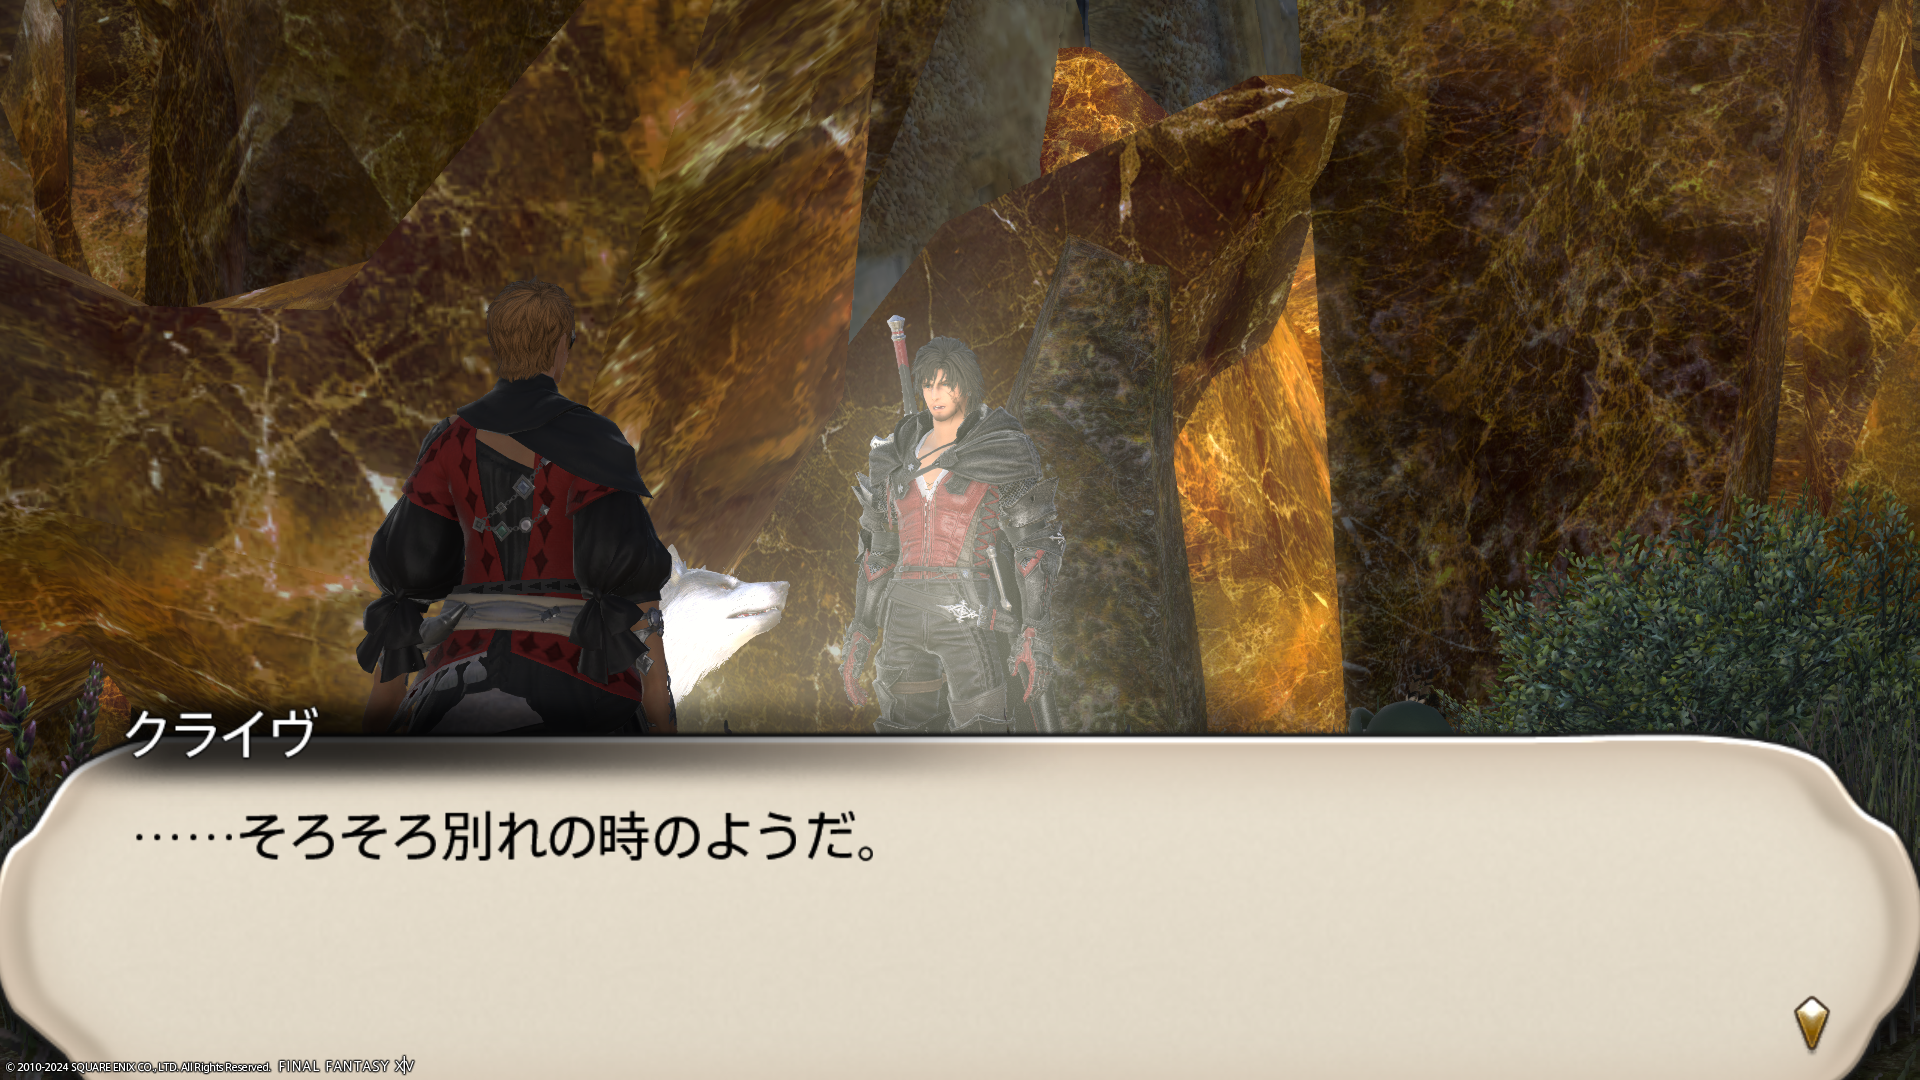 クライヴ
……そろそろ別れの時のようだ。
© 2010-2024 SQUARE ENIX CO., LTD. All Rights Reserved. FINAL FANTASY XIV